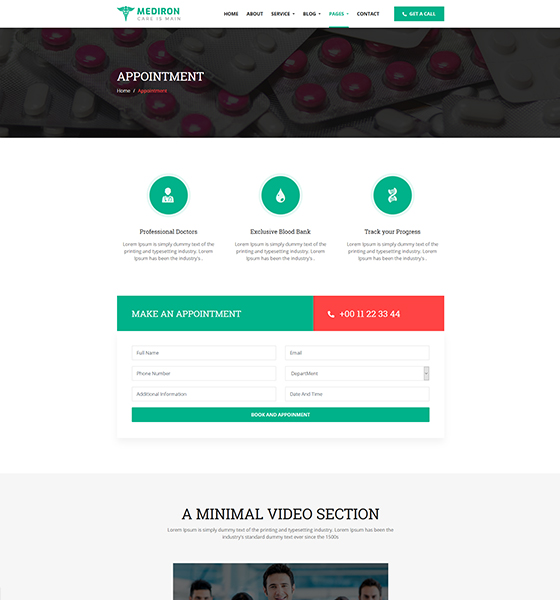 MEDIRON
CARE IS MAIN
HOME ABOUT SERVICE BLOG PAGES CONTACT GET A CALL
APPOINTMENT
Home / Appointment
Professional Doctors
Lorem Ipsum is simply dummy text of the
printing and typesetting industry. Lorem
Ipsum has been the industry's..
Exclusive Blood Bank
Lorem Ipsum is simply dummy text of the
printing and typesetting industry. Lorem
Ipsum has been the industry's..
Track your Progress
Lorem Ipsum is simply dummy text of the
printing and typesetting industry. Lorem
Ipsum has been the industry's..
MAKE AN APPOINTMENT
+00 11 22 33 44
Full Name
Email
Phone Number
DepartMent
Additional Information
Date And Time
BOOK AND APPOINMENT
A MINIMAL VIDEO SECTION
Lorem Ipsum is simply dummy text of the printing and typesetting industry. Lorem Ipsum has been the
industry's standard dummy text ever since the 1500s